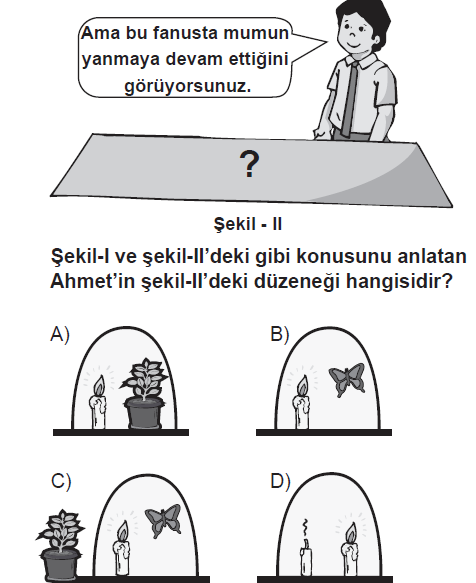 Ama bu fanusta mumun
yanmaya devam ettiğini
görüyorsunuz.
?
Şekil - II
Şekil-I ve şekil-II’deki gibi konusunu anlatan
Ahmet’in şekil-II’deki düzeneği hangisidir?
A)
B)
C)
D)